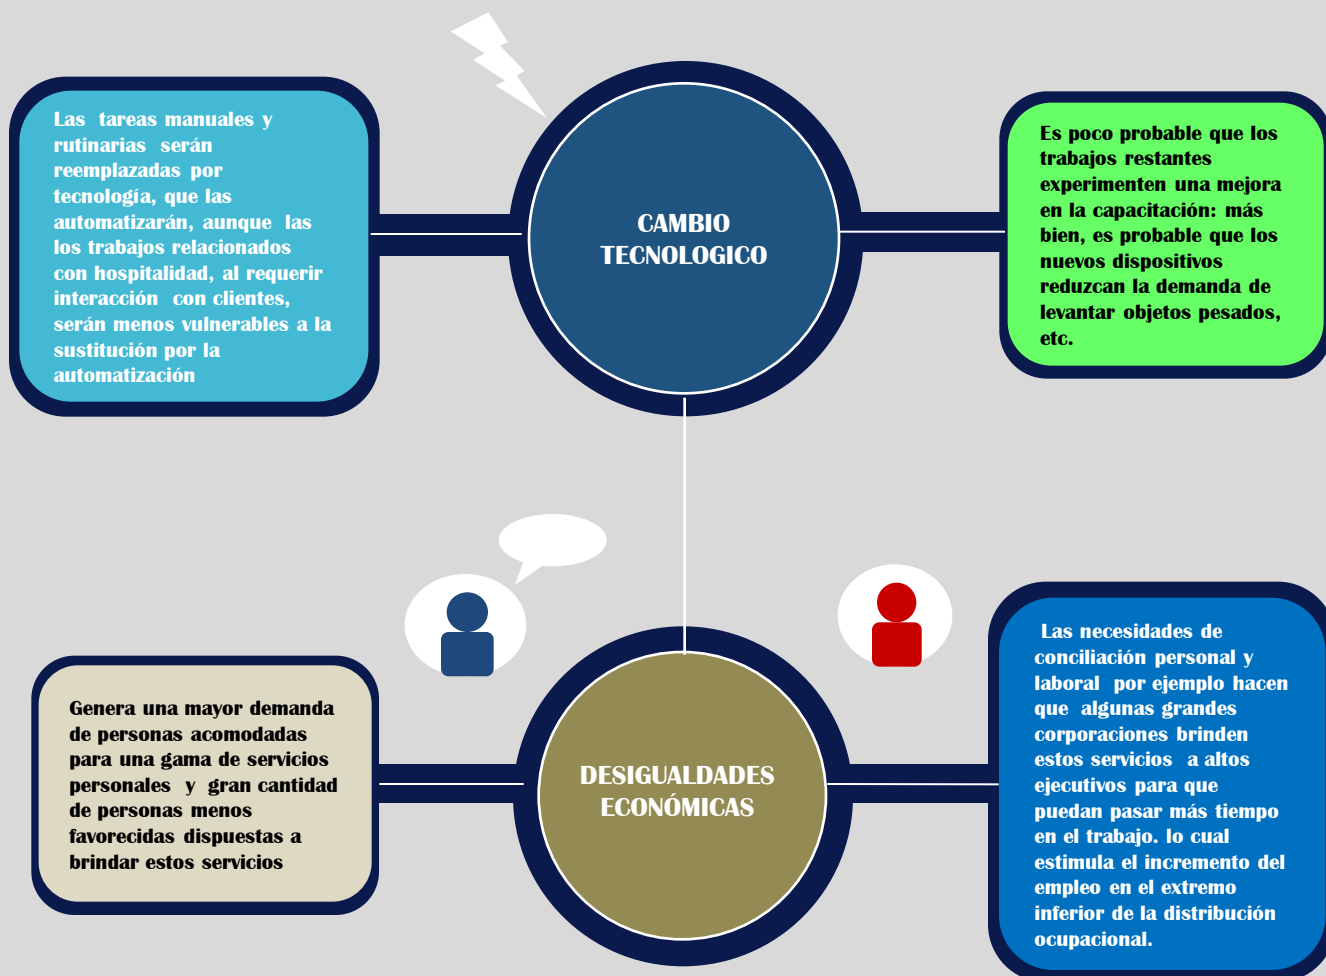 Las tareas manuales y
rutinarias serán
reemplazadas por
tecnología, que las
automatizarán, aunque las
los trabajos relacionados
con hospitalidad, al requerir
interacción con clientes,
serán menos vulnerables a la
sustitución por la
automatización
CAMBIO
TECNOLOGICO
Es poco probable que los
trabajos restantes
experimenten una mejora
en la capacitación: más
bien, es probable que los
nuevos dispositivos
reduzcan la demanda de
levantar objetos pesados,
etc.
Genera una mayor demanda
de personas acomodadas
para una gama de servicios
personales y gran cantidad
de personas menos
favorecidas dispuestas a
brindar estos servicios
DESIGUALDADES
ECONÓMICAS
Las necesidades de
conciliación personal y
laboral por ejemplo hacen
que algunas grandes
corporaciones brinden
estos servicios a altos
ejecutivos para que
puedan pasar más tiempo
en el trabajo. lo cual
estimula el incremento del
empleo en el extremo
inferior de la distribución
ocupacional.